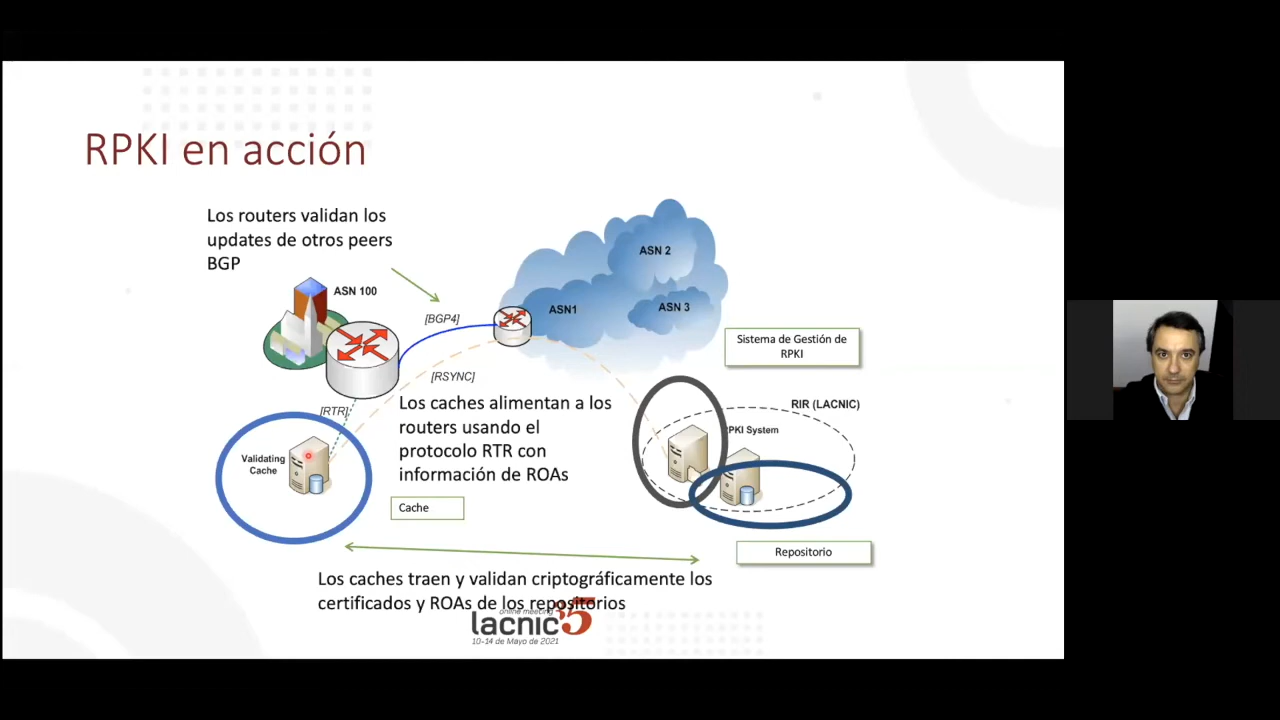 RPKI en acción
Los routers validan los
updates de otros peers
BGP
ASN 2
ASN 100
ASN1
ASN 3
[BGP4]
Sistema de Gestión de
RPKI
[RSYNC]
[RTR]
Los caches alimentan a los
routers usando el
protocolo RTR con
información de ROAs
RIR (LACNIC)
RPKI System
Validating
Cache
Cache
Repositorio
Los caches traen y validan criptográficamente los
certificados y ROAs de los repositorios
online meeting
lacnic35
10-14 de Mayo de 2021